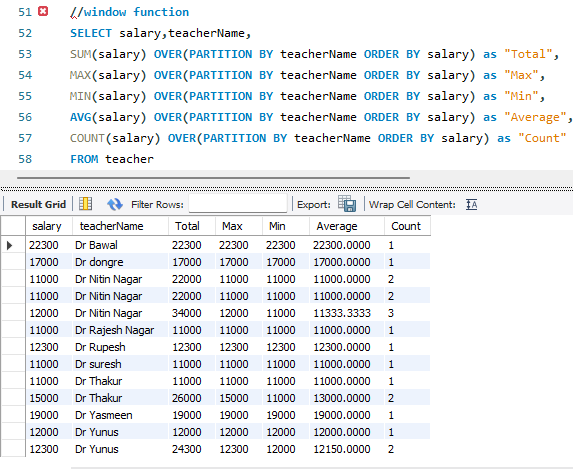 51 //window function
52 SELECT salary,teacherName,
53 SUM(salary) OVER(PARTITION BY teacherName ORDER BY salary) as "Total",
54 MAX(salary) OVER(PARTITION BY teacherName ORDER BY salary) as "Max",
55 MIN(salary) OVER(PARTITION BY teacherName ORDER BY salary) as "Min",
56 AVG(salary) OVER(PARTITION BY teacherName ORDER BY salary) as "Average",
57 COUNT(salary) OVER(PARTITION BY teacherName ORDER BY salary) as "Count"
58 FROM teacher
Result Grid Filter Rows: Export: Wrap Cell Content: IA
salary teacherName Total Max Min Average Count
22300 Dr Bawal 22300 22300 22300 22300.0000 1
17000 Dr dongre 17000 17000 17000 17000.0000 1
11000 Dr Nitin Nagar 22000 11000 11000 11000.0000 2
11000 Dr Nitin Nagar 22000 11000 11000 11000.0000 2
12000 Dr Nitin Nagar 34000 12000 11000 11333.3333 3
11000 Dr Rajesh Nagar 11000 11000 11000 11000.0000 1
12300 Dr Rupesh 12300 12300 12300 12300.0000 1
11000 Dr suresh 11000 11000 11000 11000.0000 1
11000 Dr Thakur 11000 11000 11000 11000.0000 1
15000 Dr Thakur 26000 15000 11000 13000.0000 2
19000 Dr Yasmeen 19000 19000 19000 19000.0000 1
12000 Dr Yunus 12000 12000 12000 12000.0000 1
12300 Dr Yunus 24300 12300 12000 12150.0000 2